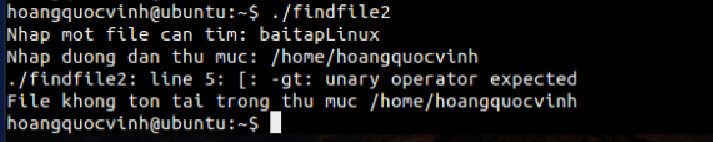 hoangquocvinh@ubuntu:~$ ./findfile2
Nhap mot file can tim: baitapLinux
Nhap duong dan thu muc: /home/hoangquocvinh
./findfile2: line 5: [: -gt: unary operator expected
File khong ton tai trong thu muc /home/hoangquocvinh
hoangquocvinh@ubuntu:~$